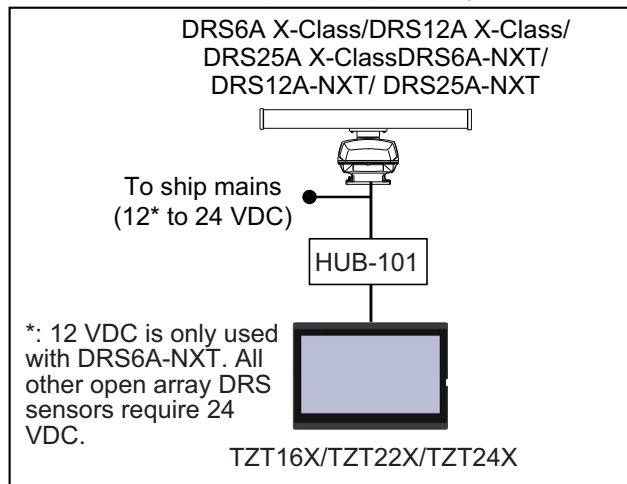 DRS6A X-Class/DRS12A X-Class/
DRS25A X-ClassDRS6A-NXT/
DRS12A-NXT/ DRS25A-NXT
To ship mains
(12* to 24 VDC)
HUB-101
*: 12 VDC is only used
with DRS6A-NXT. All
other open array DRS
sensors require 24
VDC.
TZT16X/TZT22X/TZT24X